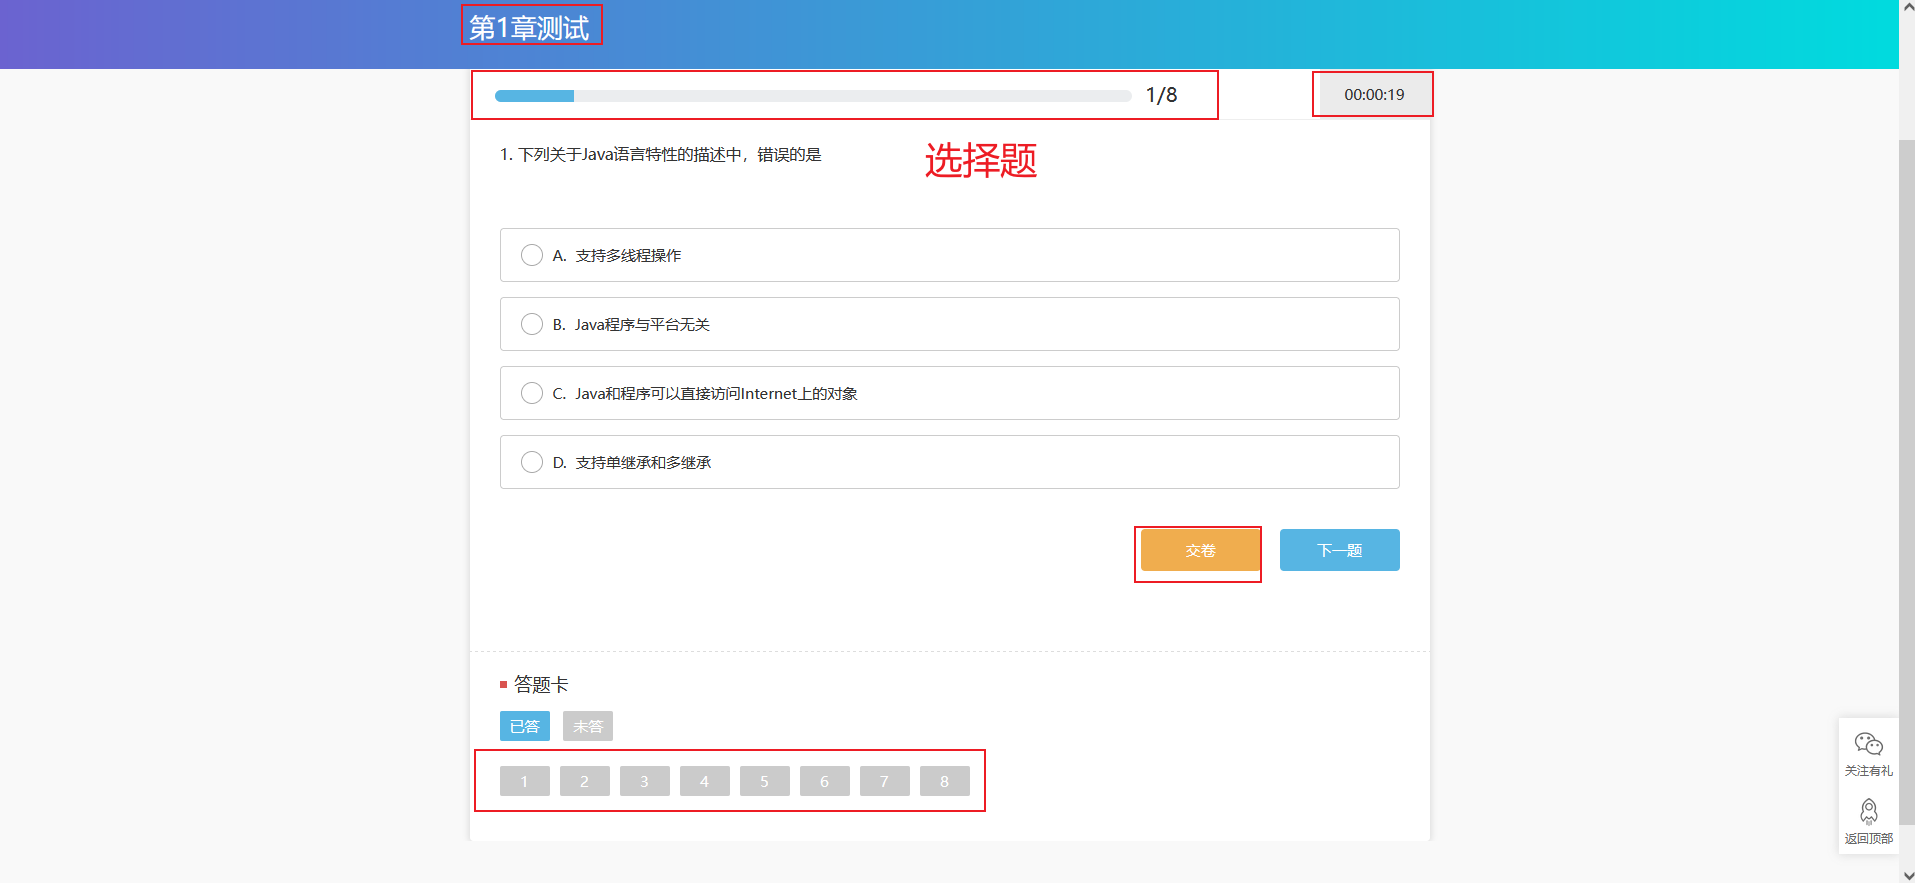 第1章测试
1/8
00:00:19
1. 下列关于Java语言特性的描述中，错误的是
选择题
A. 支持多线程操作
B. Java程序与平台无关
C. Java和程序可以直接访问Internet上的对象
D. 支持单继承和多继承
交卷
下一题
答题卡
已答 未答
1 2 3 4 5 6 7 8
关注有礼
返回顶部